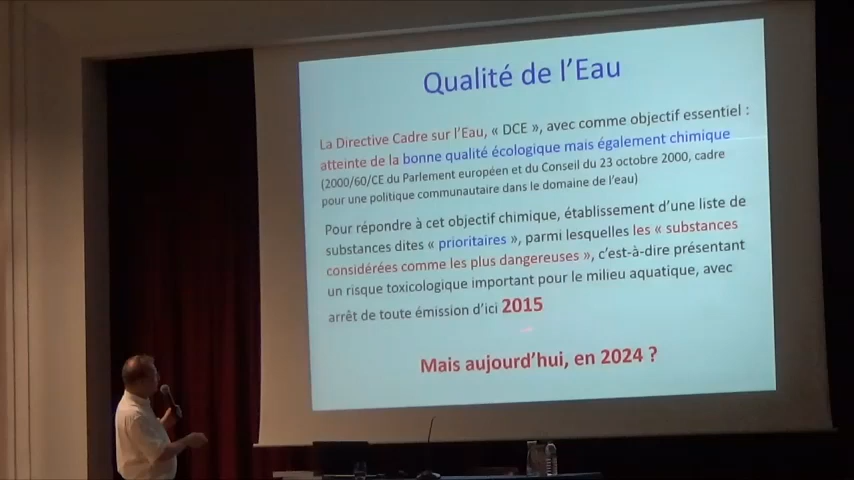 Qualité de l'Eau
La Directive Cadre sur l'Eau, « DCE », avec comme objectif essentiel :
atteinte de la bonne qualité écologique mais également chimique
(2000/60/CE du Parlement européen et du Conseil du 23 octobre 2000, cadre
pour une politique communautaire dans le domaine de l'eau)
Pour répondre à cet objectif chimique, établissement d'une liste de
substances dites « prioritaires », parmi lesquelles les « substances
considérées comme les plus dangereuses », c'est-à-dire présentant
un risque toxicologique important pour le milieu aquatique, avec
arrêt de toute émission d'ici 2015
Mais aujourd'hui, en 2024 ?